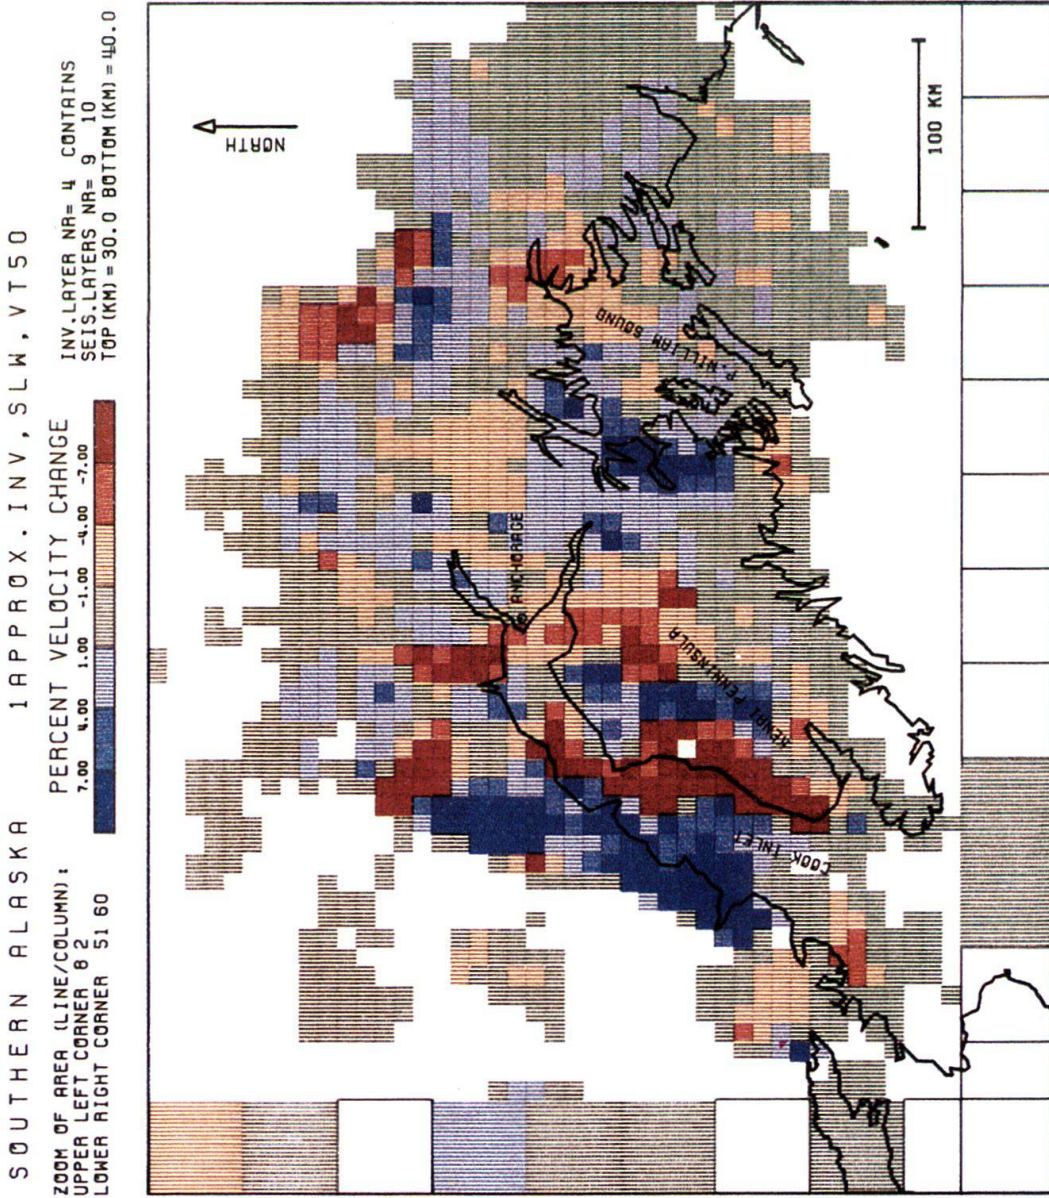 SOUTHERN ALASKA 1APPROX.INV,SLW,VT50
ZOOM OF AREA (LINE/COLUMN):
UPPER LEFT CORNER 8 2
LOWER RIGHT CORNER 51 60
PERCENT VELOCITY CHANGE
7.00 4.00 1.00 -1.00 -4.00 -7.00
INV.LAYER NR= 4 CONTAINS
SEIS.LAYERS NR= 9 10
TOP(KM)=30.0 BOTTOM(KM)=40.0
NORTH
ANCHORAGE
P.WILLIAM SOUND
KENAI PENNINSULA
COOK INLET
100 KM